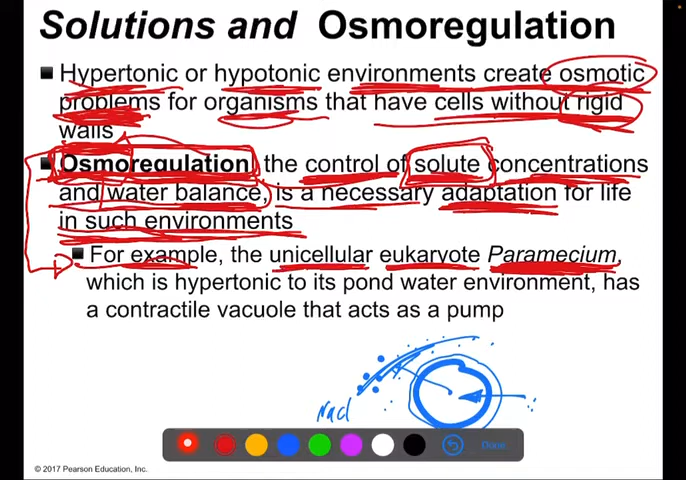 Solutions and Osmoregulation
Hypertonic or hypotonic environments create osmotic
problems for organisms that have cells without rigid
walls
Osmoregulation, the control of solute concentrations
and water balance, is a necessary adaptation for life
in such environments
For example, the unicellular eukaryote Paramecium,
which is hypertonic to its pond water environment, has
a contractile vacuole that acts as a pump
Nacl
Done
© 2017 Pearson Education, Inc.